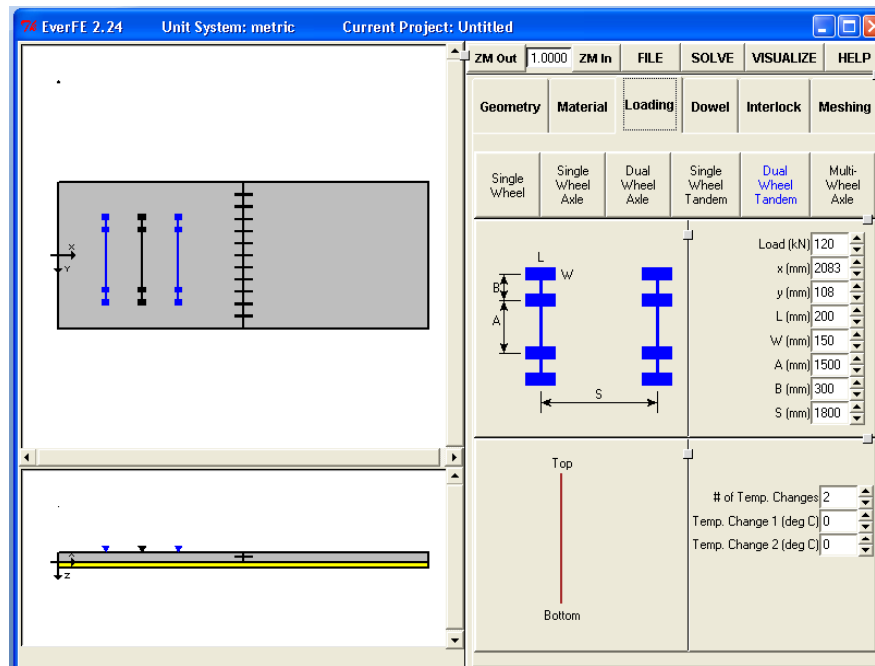 EverFE 2.24 Unit System: metric Current Project: Untitled
ZM Out 1.0000 ZM In FILE SOLVE VISUALIZE HELP
Geometry Material Loading Dowel Interlock Meshing
Single Wheel
Single Wheel Axle
Dual Wheel Axle
Single Wheel Tandem
Dual Wheel Tandem
Multi-Wheel Axle
X
Y
L
W
B
A
S
Load (kN) 120
x (mm) 2083
y (mm) 108
L (mm) 200
W (mm) 150
A (mm) 1500
B (mm) 300
S (mm) 1800
X
Z
Top
Bottom
# of Temp. Changes 2
Temp. Change 1 (deg C) 0
Temp. Change 2 (deg C) 0